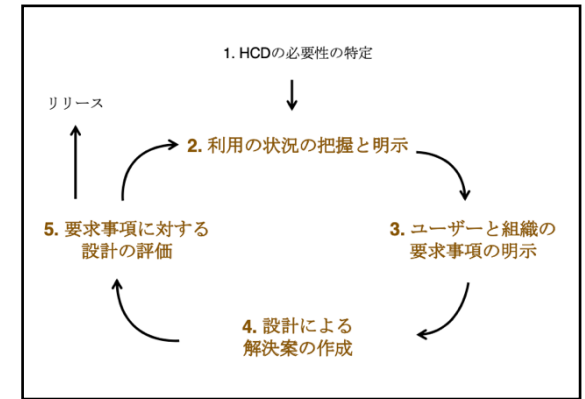 1. HCDの必要性の特定
リリース
2. 利用の状況の把握と明示
3. ユーザーと組織の
要求事項の明示
4. 設計による
解決案の作成
5. 要求事項に対する
設計の評価